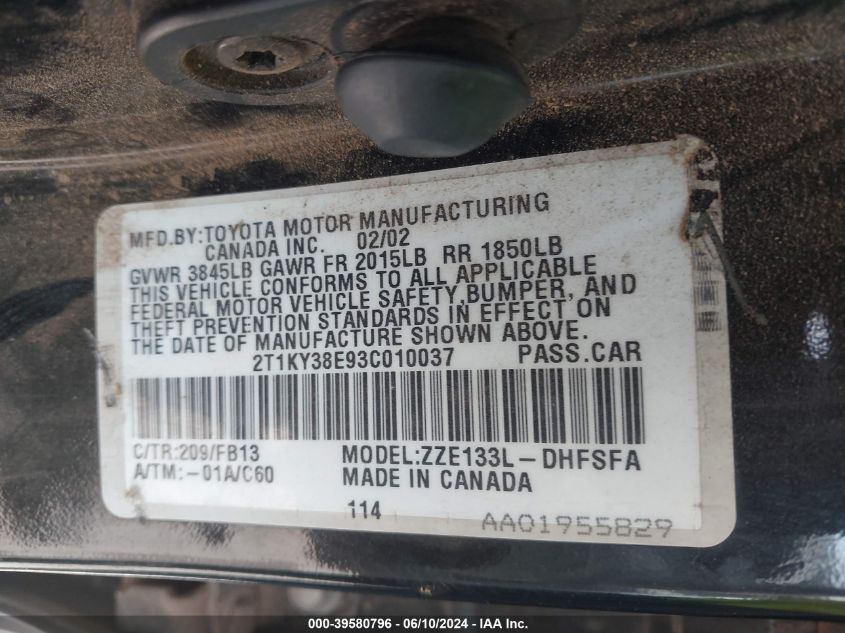 MFD.BY:TOYOTA MOTOR MANUFACTURING
CANADA INC. 02/02
GVWR 3845LB GAWR FR 2015LB RR 1850LB
THIS VEHICLE CONFORMS TO ALL APPLICABLE
FEDERAL MOTOR VEHICLE SAFETY,BUMPER, AND
THEFT PREVENTION STANDARDS IN EFFECT ON
THE DATE OF MANUFACTURE SHOWN ABOVE.
2T1KY38E93C010037 PASS.CAR
C/TR:209/FB13 MODEL:ZZE133L-DHFSFA
A/TM:-01A/C60 MADE IN CANADA
114 AA01955829
000-39580796 - 06/10/2024 - IAA Inc.